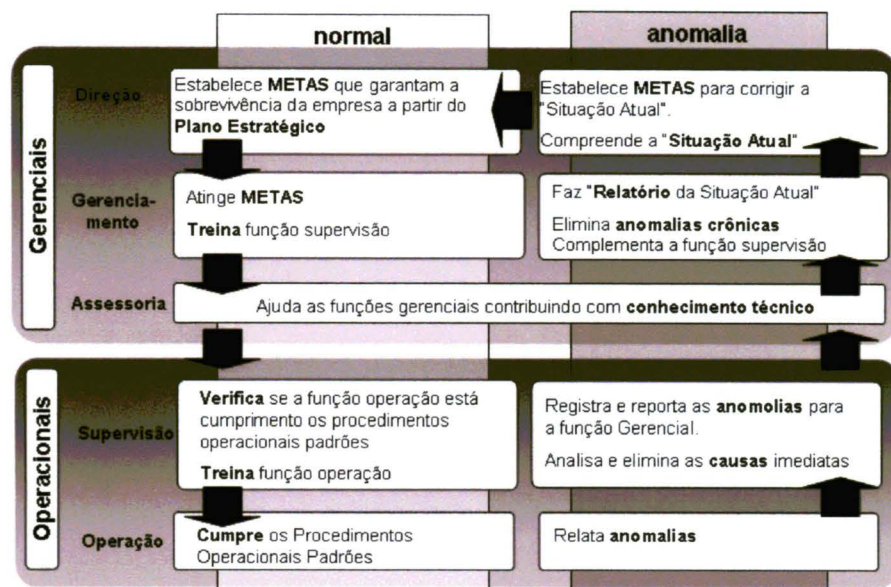 normal
anomalia
Gerenciais
Direção
Estabelece METAS que garantam a
sobrevivência da empresa a partir do
Plano Estratégico
Estabelece METAS para corrigir a
"Situação Atual".
Compreende a "Situação Atual"
Gerencia-
mento
Atinge METAS
Treina função supervisão
Faz "Relatório da Situação Atual"
Elimina anomalias crônicas
Complementa a função supervisão
Assessoria
Ajuda as funções gerenciais contribuindo com conhecimento técnico
Operacionais
Supervisão
Verifica se a função operação está
cumprimento os procedimentos
operacionais padrões
Treina função operação
Registra e reporta as anomolias para
a função Gerencial.
Analisa e elimina as causas imediatas
Operação
Cumpre os Procedimentos
Operacionais Padrões
Relata anomalias